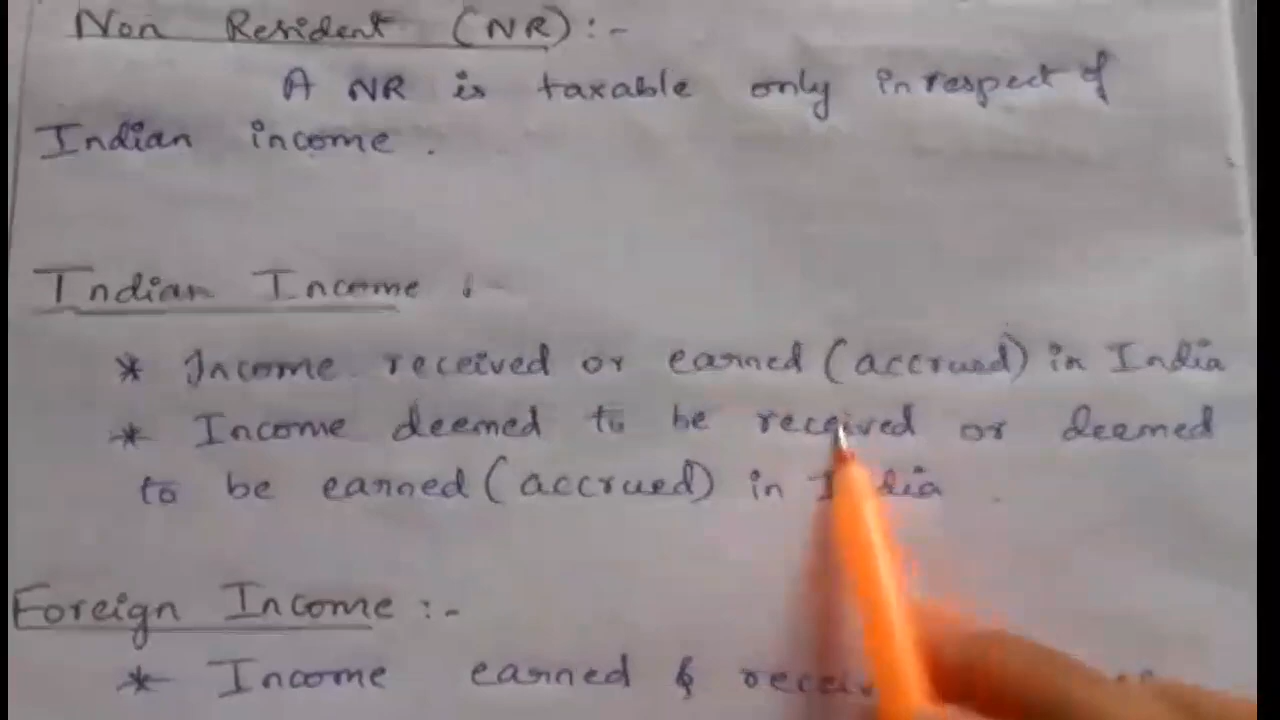 Non Resident (NR) :-
A NR is taxable only in respect of
Indian income .
Indian Income :-
* Income received or earned (accrued) in India
* Income deemed to be received or deemed
to be earned (accrued) in India .
Foreign Income :-
* Income earned &